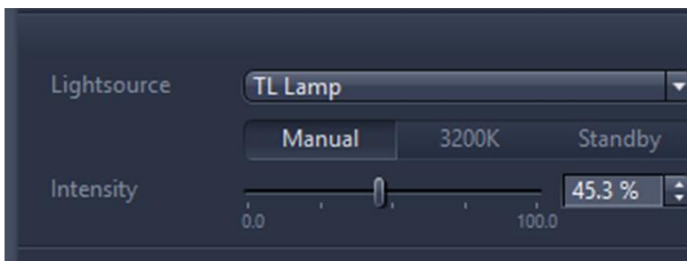 Lightsource TL Lamp
Manual 3200K Standby
Intensity 45.3 %
0.0 100.0